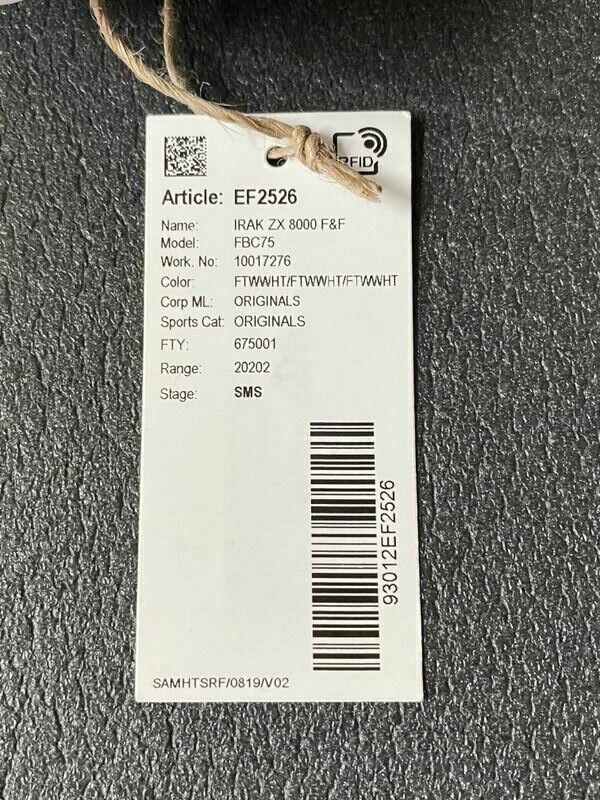 RFID
Article: EF2526
Name: IRAK ZX 8000 F&F
Model: FBC75
Work. No: 10017276
Color: FTWWHT/FTWWHT/FTWWHT
Corp ML: ORIGINALS
Sports Cat: ORIGINALS
FTY: 675001
Range: 20202
Stage: SMS
93012EF2526
SAMHTSRF/0819/V02